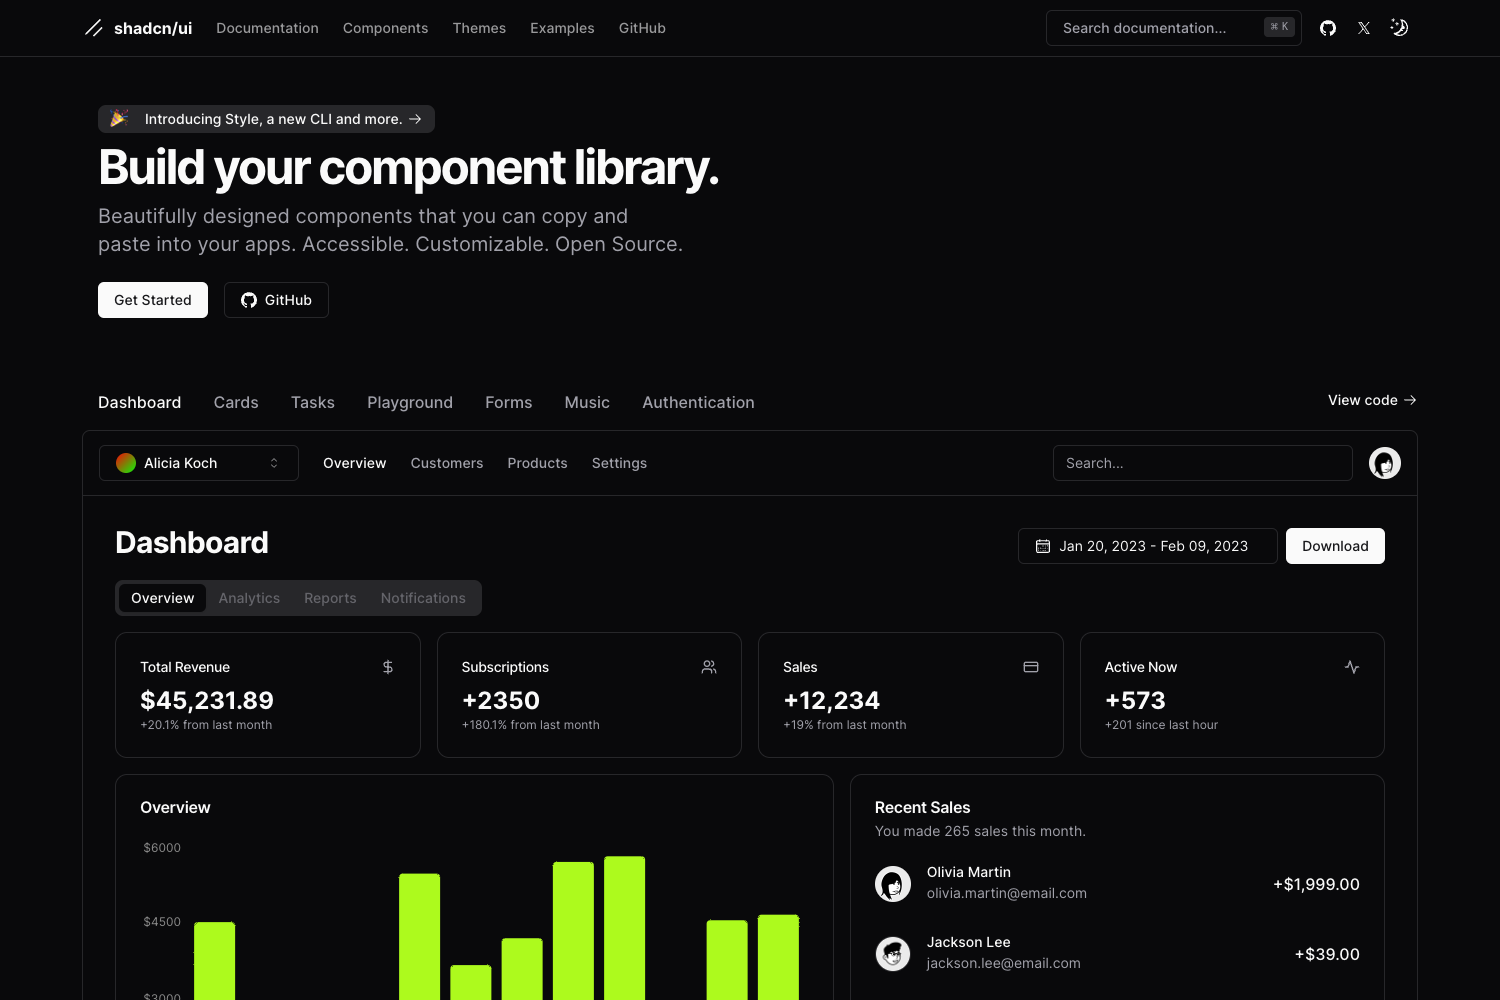 shadcn/ui Documentation Components Themes Examples GitHub Search documentation... ⌘ K
Introducing Style, a new CLI and more. →
Build your component library.
Beautifully designed components that you can copy and
paste into your apps. Accessible. Customizable. Open Source.
Get Started GitHub
Dashboard Cards Tasks Playground Forms Music Authentication View code →
Alicia Koch Overview Customers Products Settings Search...
Dashboard Jan 20, 2023 - Feb 09, 2023 Download
Overview Analytics Reports Notifications
Total Revenue
$45,231.89
+20.1% from last month
Subscriptions
+2350
+180.1% from last month
Sales
+12,234
+19% from last month
Active Now
+573
+201 since last hour
Overview
$6000
$4500
$3000
Recent Sales
You made 265 sales this month.
Olivia Martin
olivia.martin@email.com
+$1,999.00
Jackson Lee
jackson.lee@email.com
+$39.00